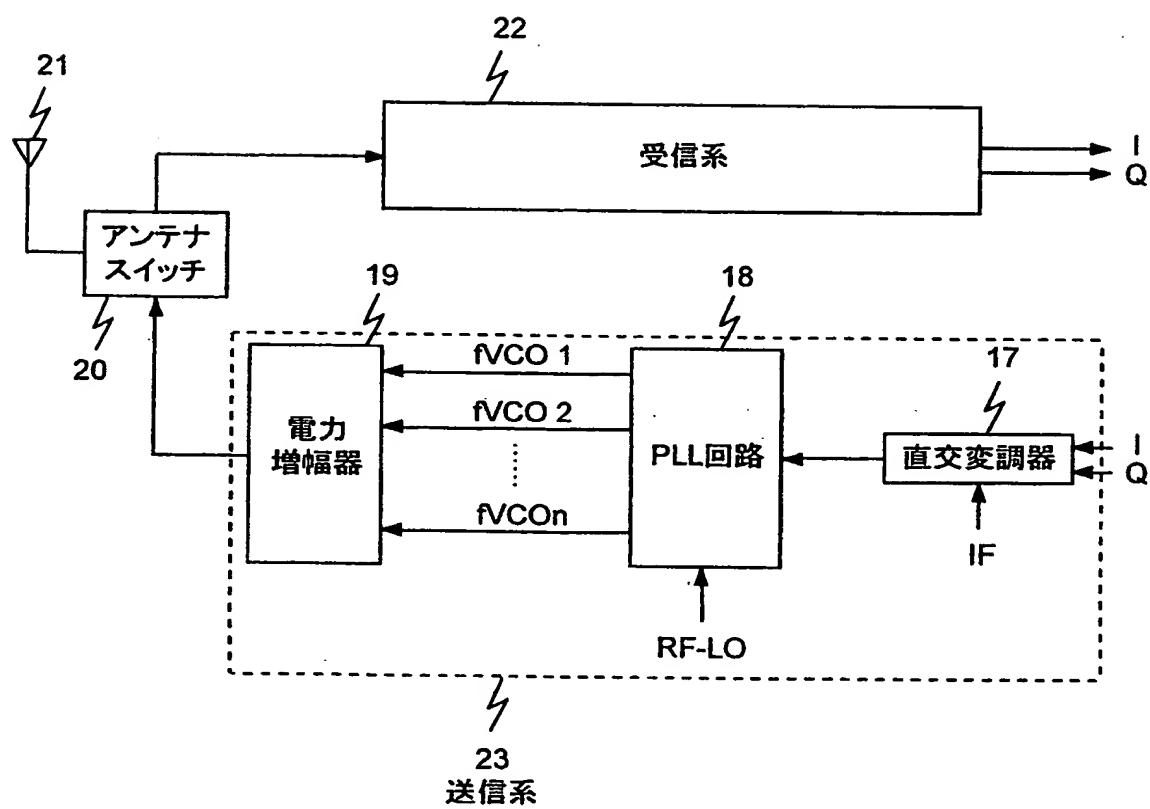 22
21
受信系
I
Q
アンテナ
スイッチ
20
19
18
17
fVCO 1
fVCO 2
fVCOn
電力
増幅器
PLL回路
直交変調器
I
Q
IF
RF-LO
23
送信系